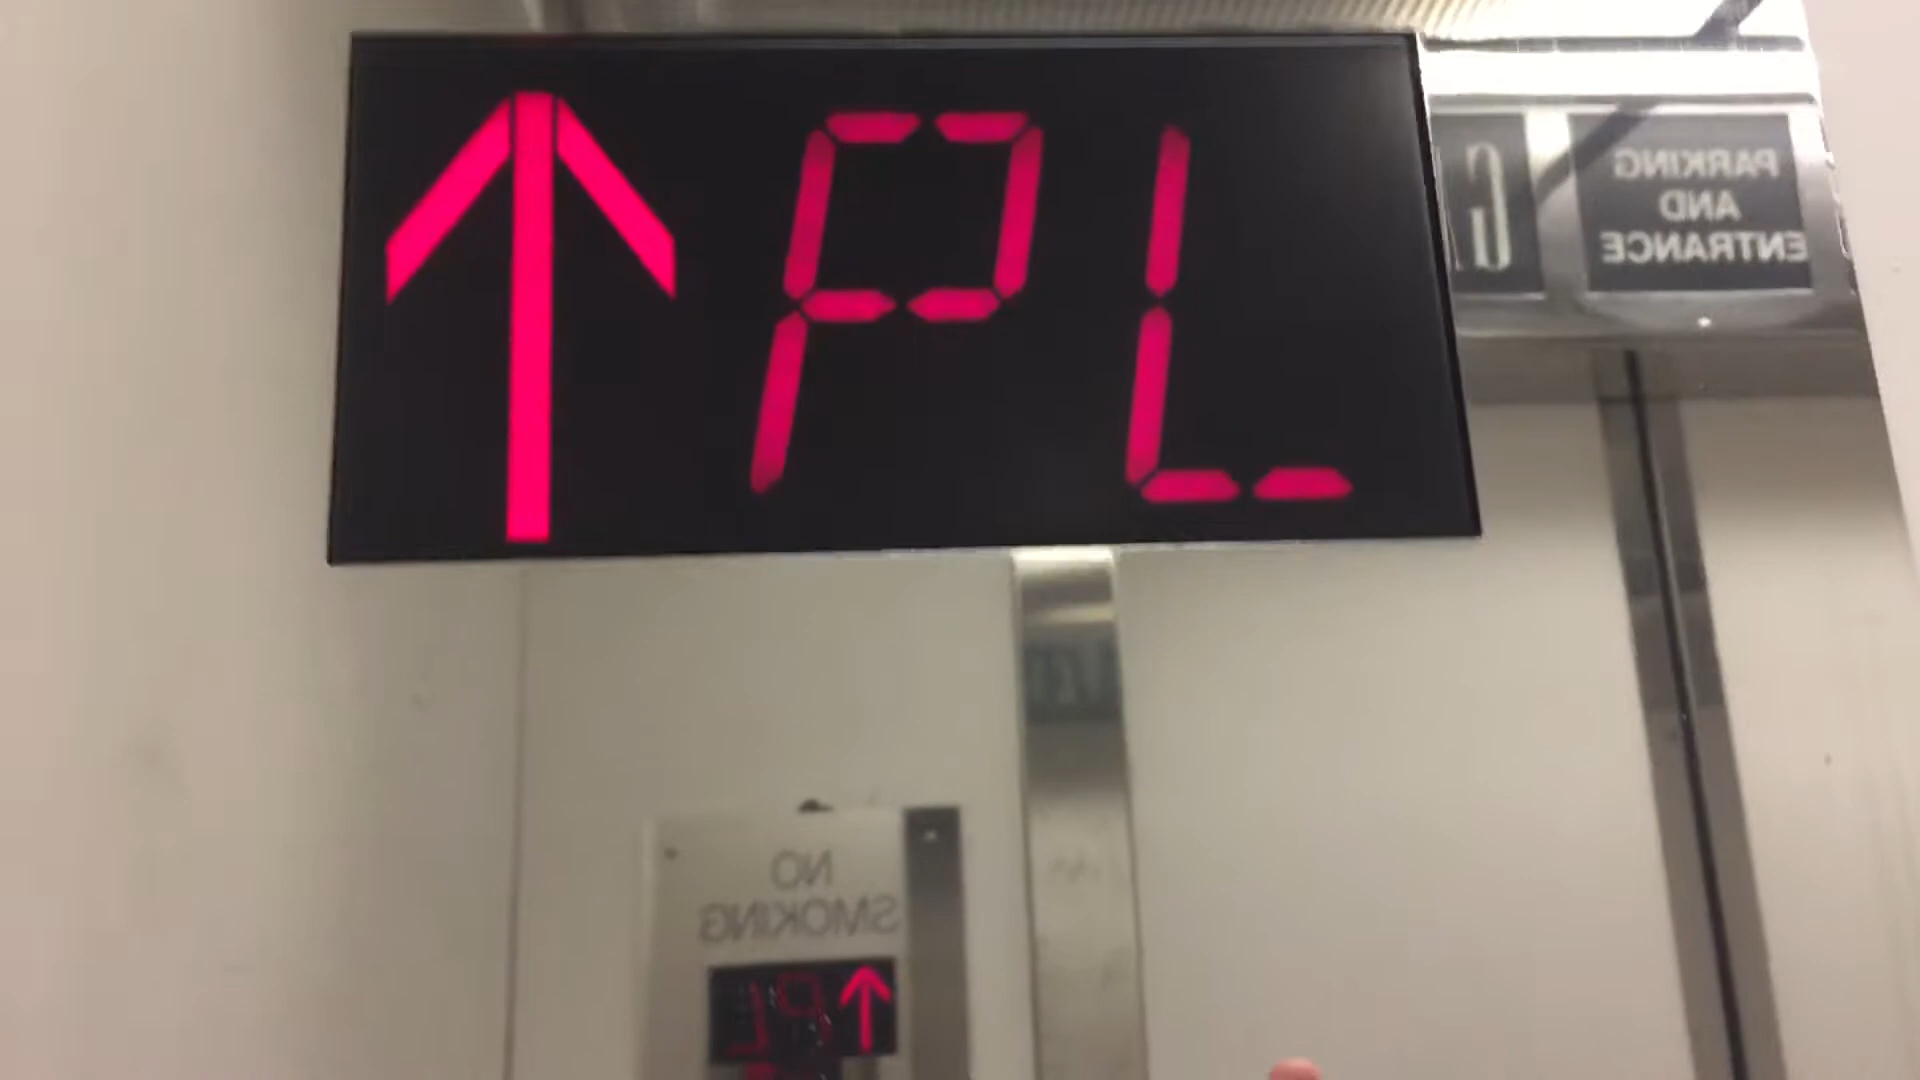 ↑ PL
G
PARKING
AND
ENTRANCE
NO
SMOKING
↑ PL